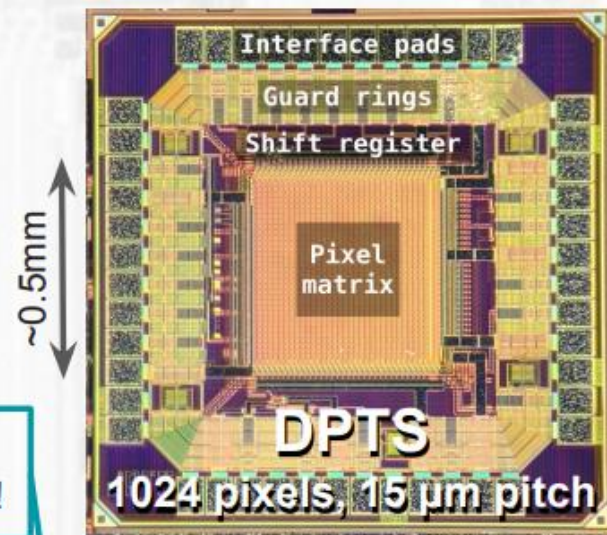 Interface pads
Guard rings
Shift register
~0.5mm
Pixel
matrix
!
DPTS
1024 pixels, 15 μm pitch